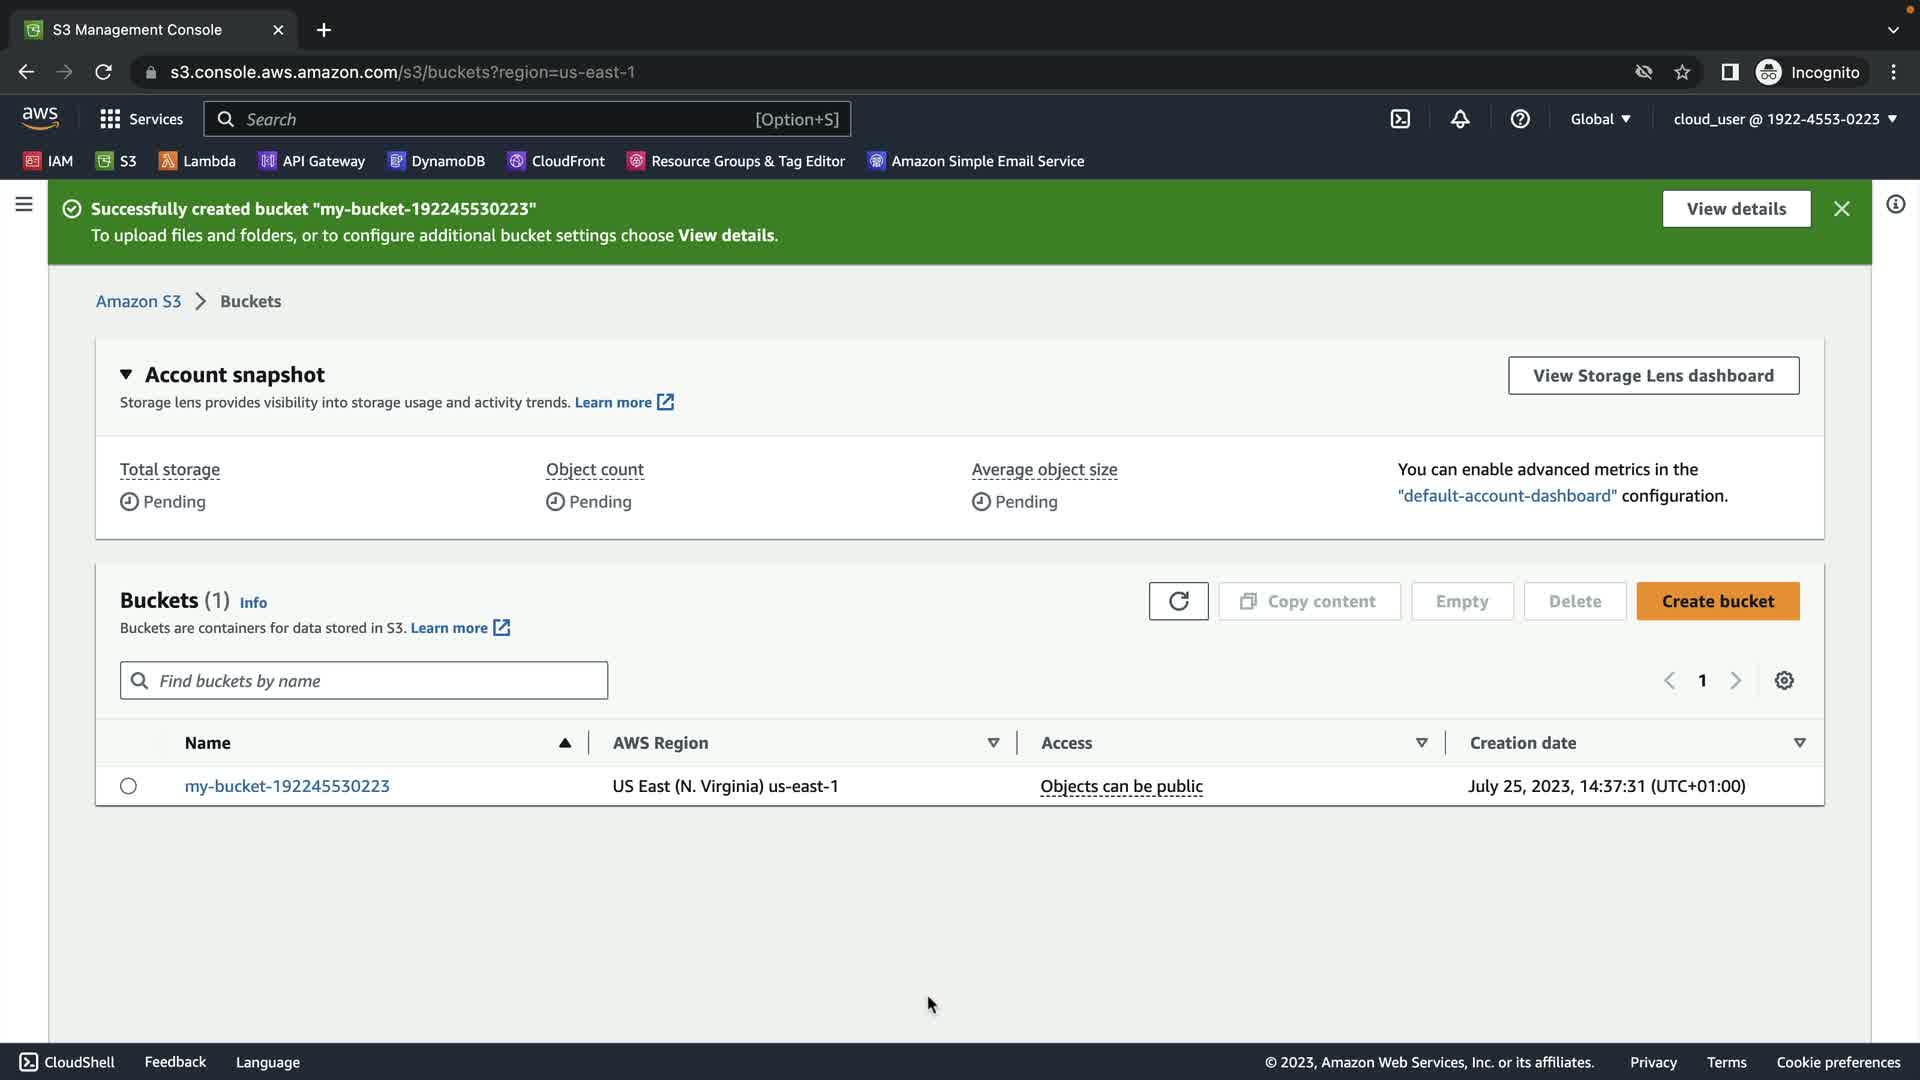 S3 Management Console
s3.console.aws.amazon.com/s3/buckets?region=us-east-1
Incognito
aws
Services
Search
[Option+S]
Global
cloud_user @ 1922-4553-0223
IAM
S3
Lambda
API Gateway
DynamoDB
CloudFront
Resource Groups & Tag Editor
Amazon Simple Email Service
Successfully created bucket "my-bucket-192245530223"
To upload files and folders, or to configure additional bucket settings choose View details.
View details
Amazon S3
Buckets
Account snapshot
Storage lens provides visibility into storage usage and activity trends. Learn more
View Storage Lens dashboard
Total storage
Pending
Object count
Pending
Average object size
Pending
You can enable advanced metrics in the
"default-account-dashboard" configuration.
Buckets (1) Info
Buckets are containers for data stored in S3. Learn more
Copy content
Empty
Delete
Create bucket
Find buckets by name
1
Name
AWS Region
Access
Creation date
my-bucket-192245530223
US East (N. Virginia) us-east-1
Objects can be public
July 25, 2023, 14:37:31 (UTC+01:00)
CloudShell
Feedback
Language
© 2023, Amazon Web Services, Inc. or its affiliates.
Privacy
Terms
Cookie preferences